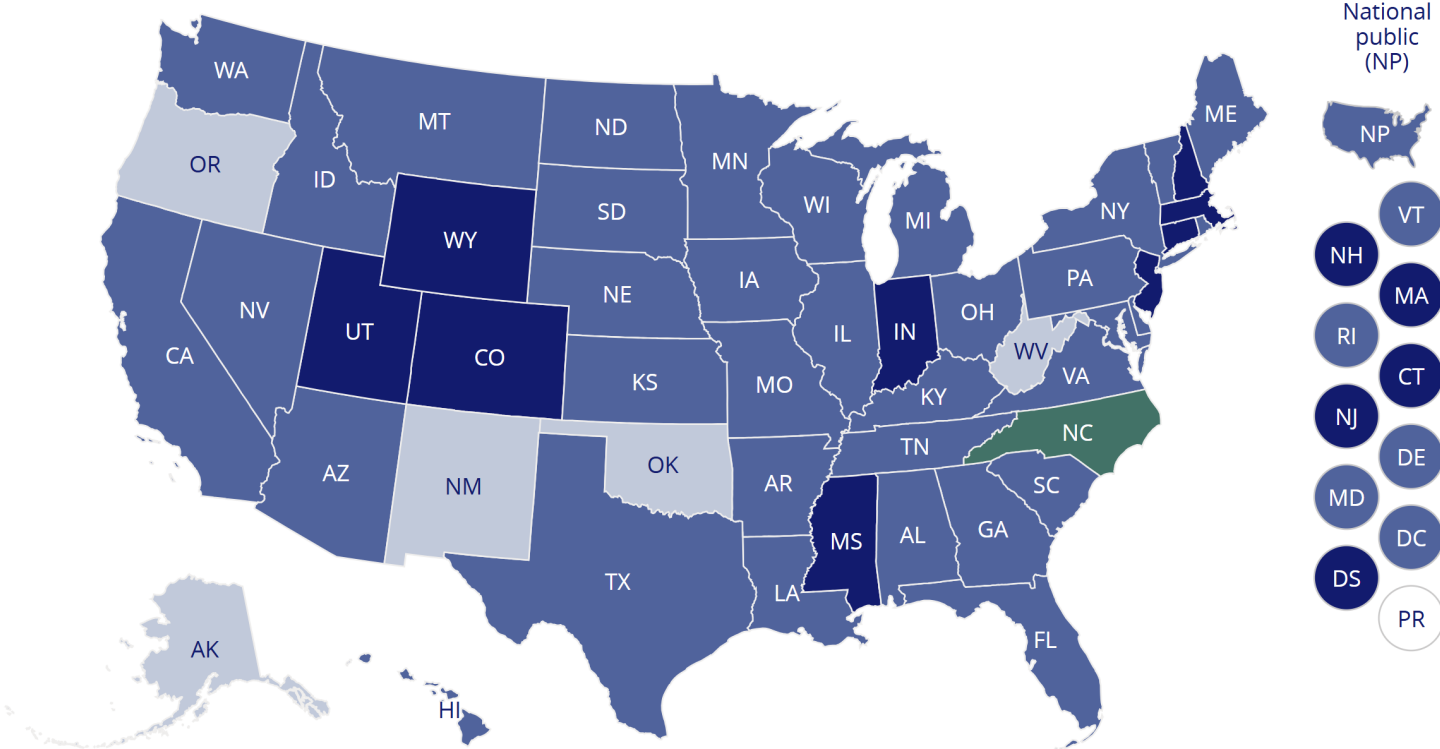 National
public
(NP)
WA
MT
ND
MN
ME
NP
OR
ID
SD
WI
MI
NY
VT
WY
NH
IA
PA
MA
NV
NE
OH
UT
IL
IN
RI
CA
CO
WV
VA
CT
KS
MO
KY
NJ
NC
TN
AZ
NM
OK
AR
SC
DE
MD
MS
AL
GA
DC
TX
LA
DS
PR
AK
FL
HI